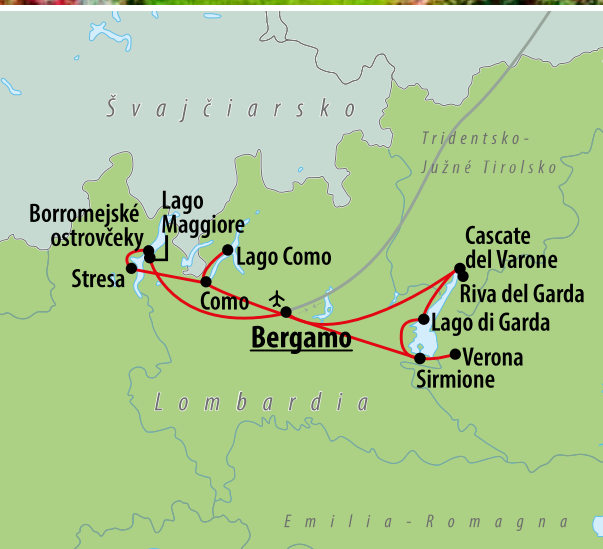 Švajčiarsko
Tridentsko-
Južné Tirolsko
Lago
Maggiore
Borromejské
ostrovčeky
Stresa
Lago Como
Como
Bergamo
Cascate
del Varone
Riva del Garda
Lago di Garda
Verona
Sirmione
Lombardia
Emilia-Romagna